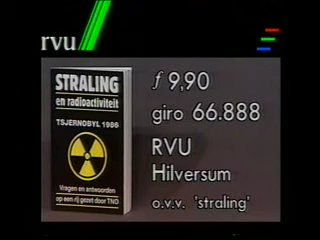 rvu
STRALING
en radioactiviteit
TSJERNOBYL 1986
Vragen en antwoorden
op een rij gezet door TNO
ƒ 9,90
giro 66.888
RVU
Hilversum
o.v.v. 'straling'